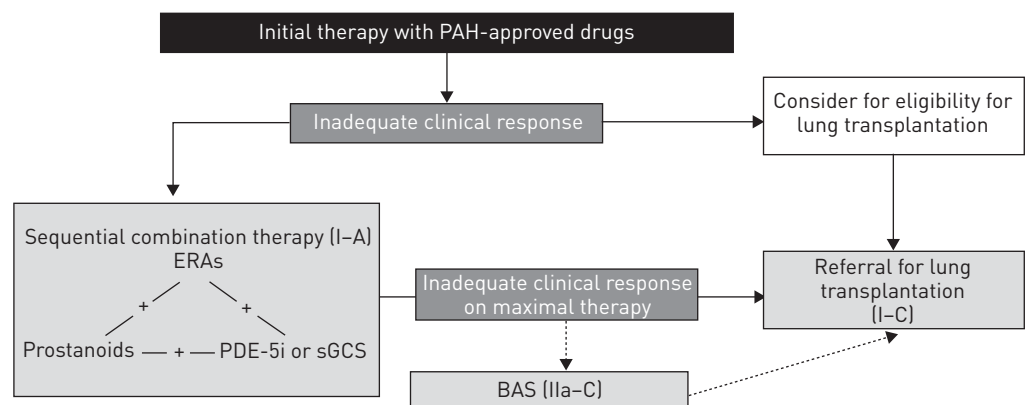 Initial therapy with PAH-approved drugs
Inadequate clinical response
Consider for eligibility for
lung transplantation
Sequential combination therapy (I–A)
ERAs
+
+
Prostanoids
+
PDE-5i or sGCS
Inadequate clinical response
on maximal therapy
Referral for lung
transplantation
(I–C)
BAS (IIa–C)